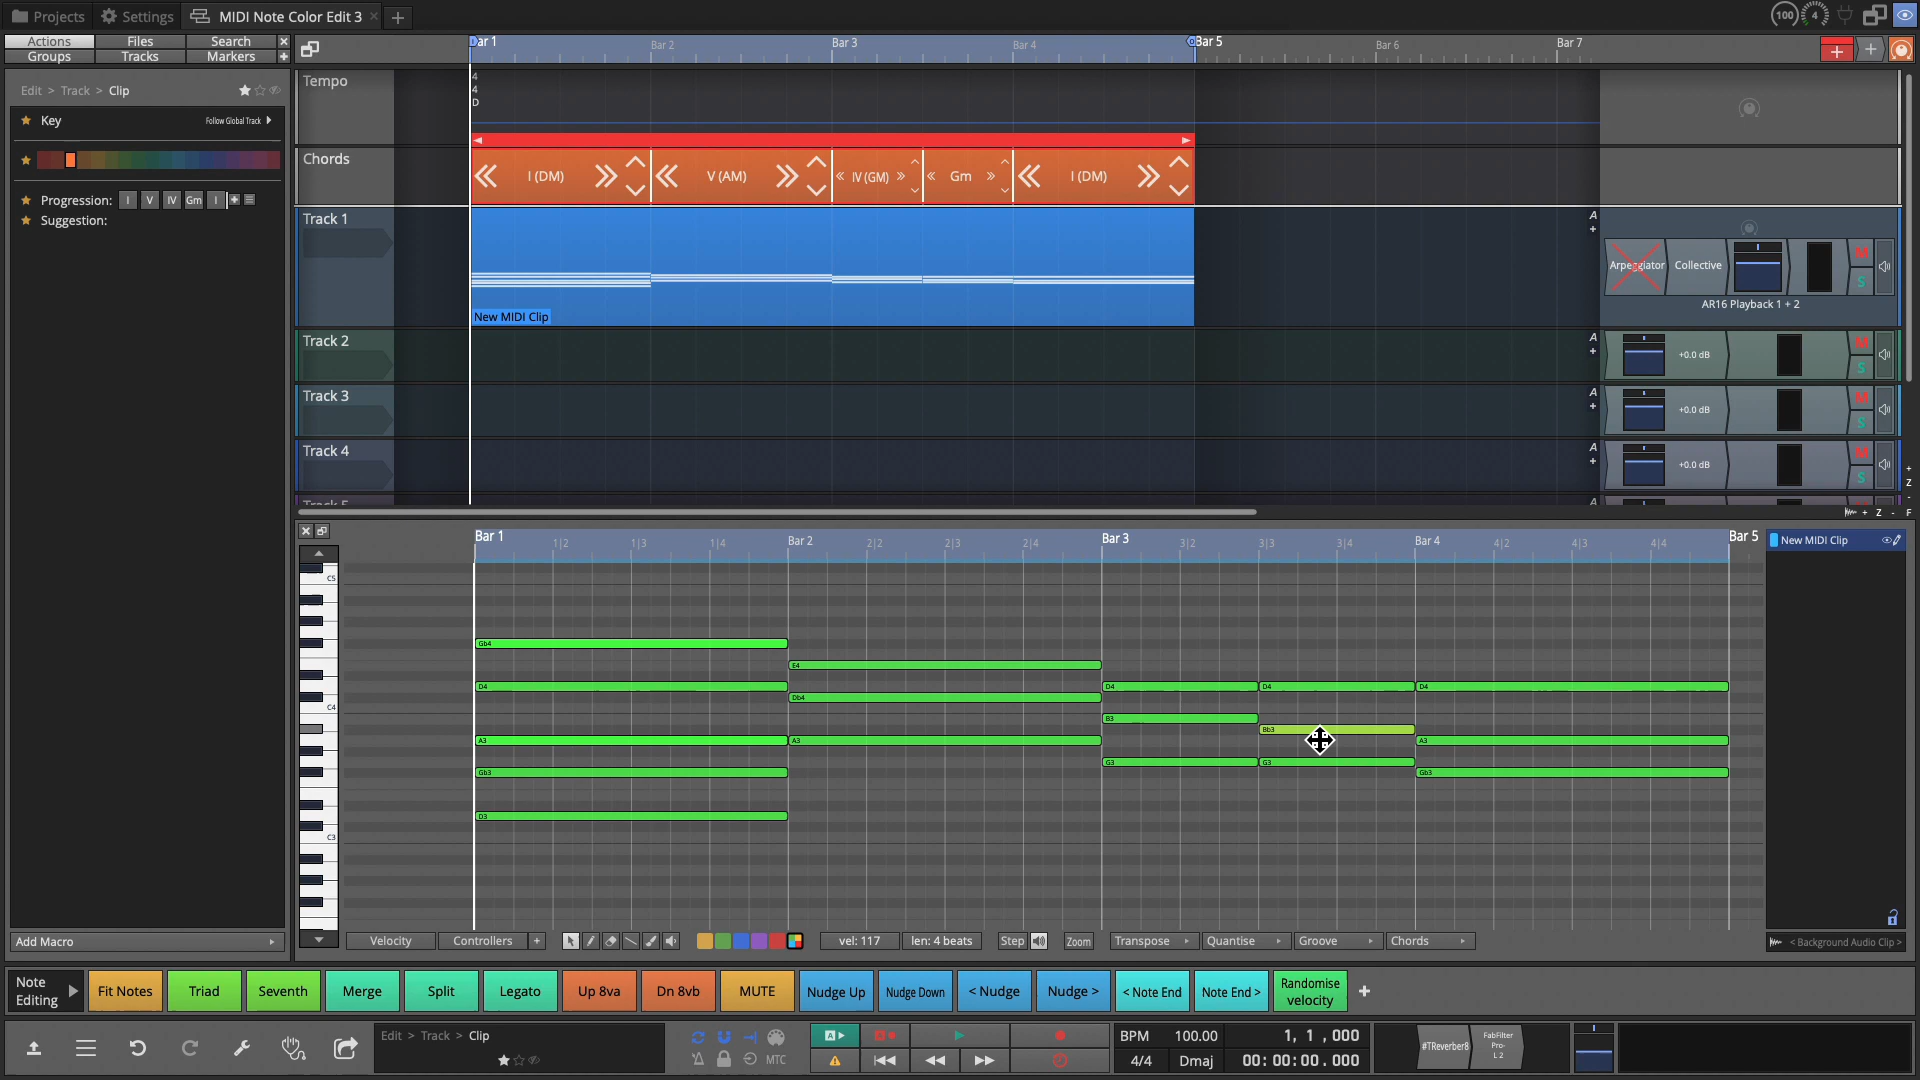 Projects Settings MIDI Note Color Edit 3 × + 100 4
Actions Files Search
Groups Tracks Markers
Bar 1 Bar 2 Bar 3 Bar 4 Bar 5 Bar 6 Bar 7
Edit > Track > Clip
Key Follow Global Track
Progression: I V IV Gm I
Suggestion:
Add Macro
Tempo
4
4
D
Chords
I (DM) V (AM) IV (GM) Gm I (DM)
Track 1
New MIDI Clip
A
+
Arpeggiator Collective M
S
AR16 Playback 1 + 2
Track 2 A
+
+0.0 dB M
S
Track 3 A
+
+0.0 dB M
S
Track 4 A
+
+0.0 dB M
S
Track 5 A
+
Z
-
+ Z - F
Bar 1 1|2 1|3 1|4 Bar 2 2|2 2|3 2|4 Bar 3 3|2 3|3 3|4 Bar 4 4|2 4|3 4|4 Bar 5
New MIDI Clip
C5
Gb4
E4
D4 D4 D4 D4
Db4
C4
B3
Bb3
A3 A3 A3
G3 G3
Gb3 Gb3
D3
C3
Velocity Controllers + vel: 117 len: 4 beats Step Zoom Transpose Quantise Groove Chords
< Background Audio Clip >
Note
Editing
Fit Notes Triad Seventh Merge Split Legato Up 8va Dn 8vb MUTE Nudge Up Nudge Down < Nudge Nudge > < Note End Note End > Randomise
velocity +
Edit > Track > Clip
MTC
A A
BPM 100.00 1, 1 ,000
4/4 Dmaj 00: 00: 00 .000
#TReverber8
FabFilter
Pro-
L 2